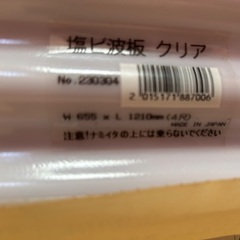 塩ビ波板 クリア
No.230304
2 015171 887006
W 655 × L 1210mm(4尺)
MADE IN JAPAN
注意!ナミイタの上には乗らないでください